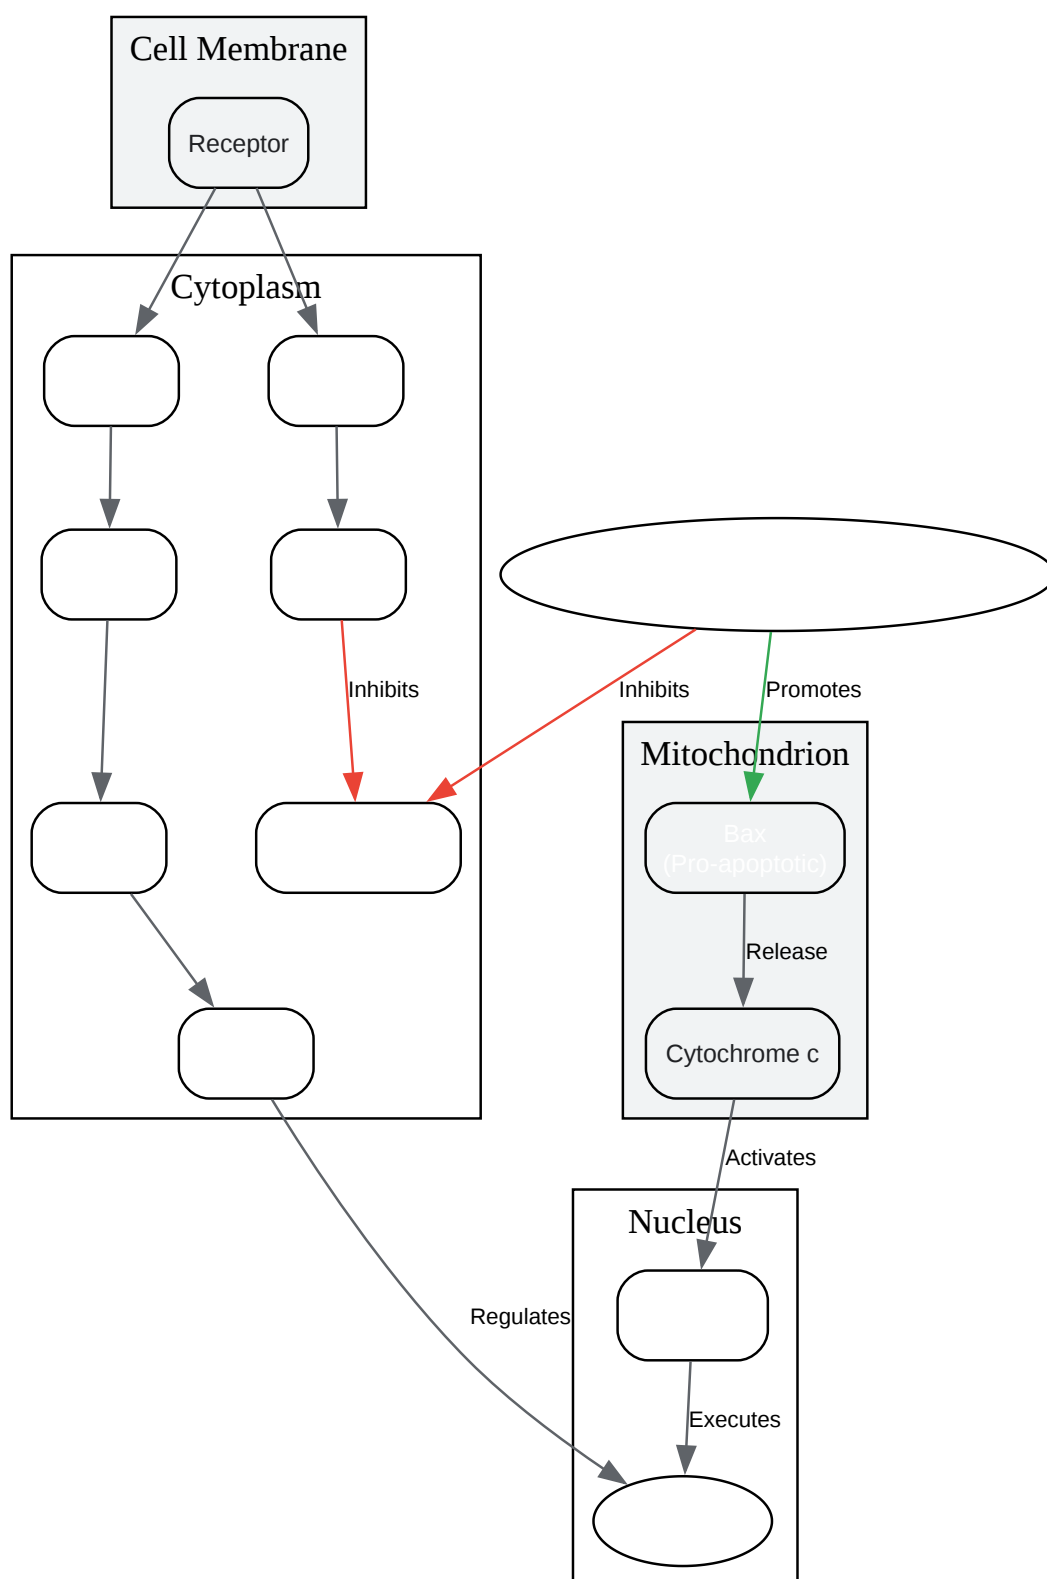 Cell Membrane
Receptor
Cytoplasm
Inhibits
Inhibits
Promotes
Mitochondrion
Bax
(Pro-apoptotic)
Release
Cytochrome c
Activates
Nucleus
Regulates
Executes